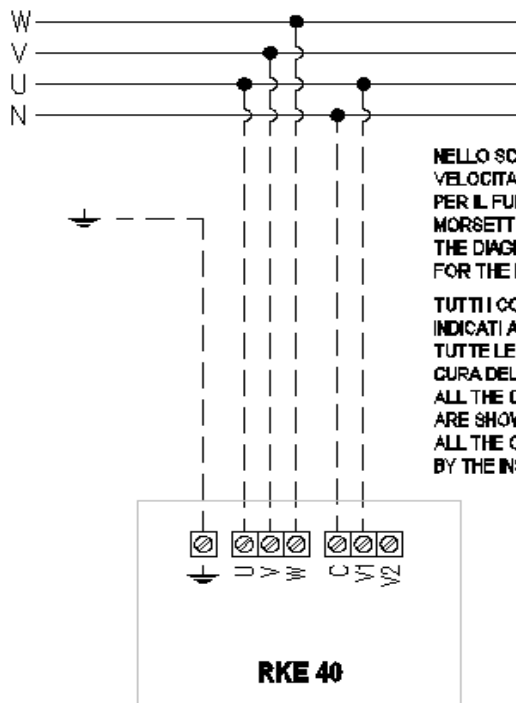 W
V
U
N
NELLO SC
VELOCITA
PER IL FU
MORSETT
THE DIAG
FOR THE
TUTTI I CO
INDICATI A
TUTTE LE
CURA DEL
ALL THE
ARE SHOW
ALL THE
BY THE INS
U V W C V1 V2
RKE 40